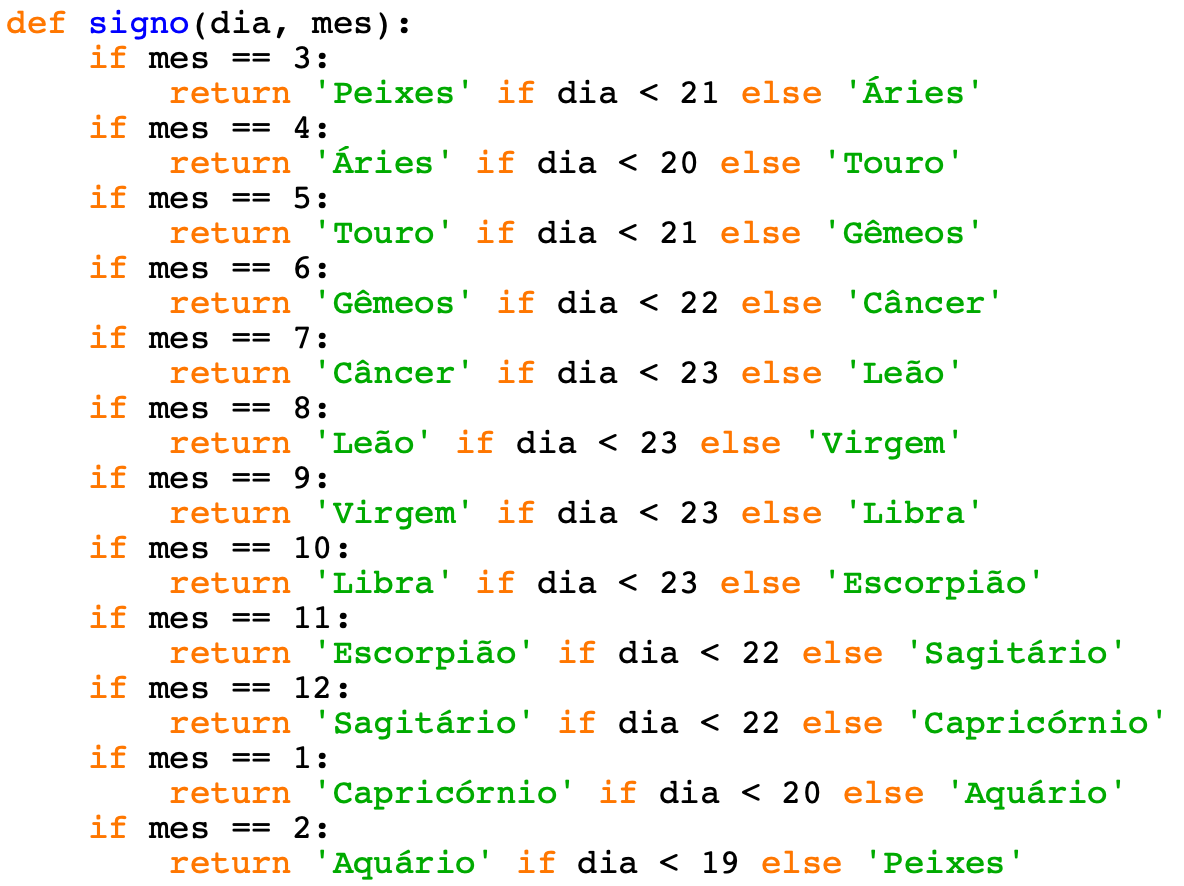 def signo(dia, mes):
    if mes == 3:
        return 'Peixes' if dia < 21 else 'Áries'
    if mes == 4:
        return 'Áries' if dia < 20 else 'Touro'
    if mes == 5:
        return 'Touro' if dia < 21 else 'Gêmeos'
    if mes == 6:
        return 'Gêmeos' if dia < 22 else 'Câncer'
    if mes == 7:
        return 'Câncer' if dia < 23 else 'Leão'
    if mes == 8:
        return 'Leão' if dia < 23 else 'Virgem'
    if mes == 9:
        return 'Virgem' if dia < 23 else 'Libra'
    if mes == 10:
        return 'Libra' if dia < 23 else 'Escorpião'
    if mes == 11:
        return 'Escorpião' if dia < 22 else 'Sagitário'
    if mes == 12:
        return 'Sagitário' if dia < 22 else 'Capricórnio'
    if mes == 1:
        return 'Capricórnio' if dia < 20 else 'Aquário'
    if mes == 2:
        return 'Aquário' if dia < 19 else 'Peixes'